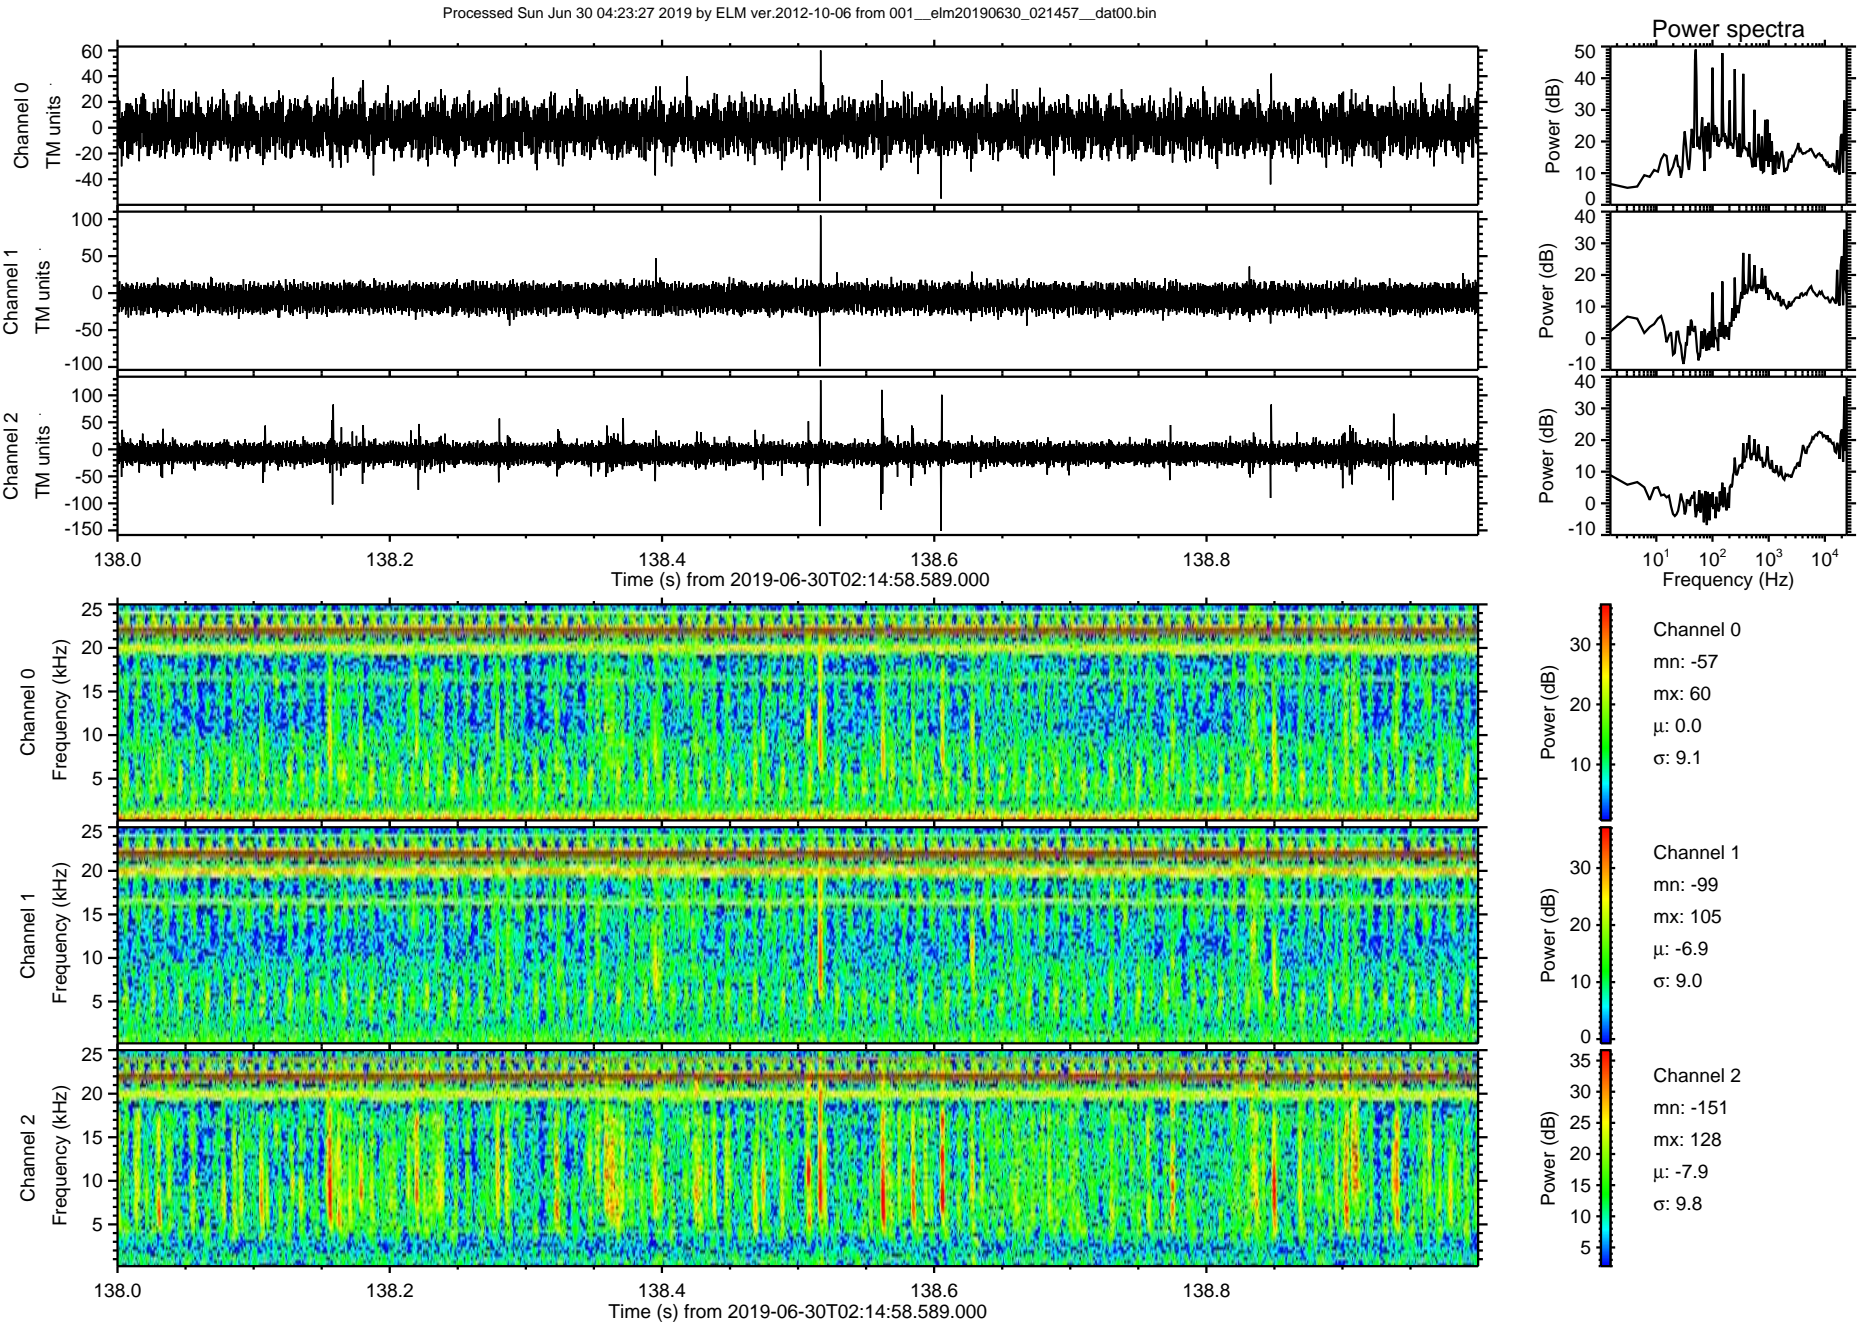 Processed Sun Jun 30 04:23:27 2019 by ELM ver.2012-10-06 from 001__elm20190630_021457__dat00.bin
Power spectra
Channel 0
TM units
60
40
20
0
-20
-40
Power (dB)
50
40
30
20
10
0
Channel 1
TM units
100
50
0
-50
-100
Power (dB)
40
30
20
10
0
-10
Channel 2
TM units
100
50
0
-50
-100
-150
Power (dB)
40
30
20
10
0
-10
138.0 138.2 138.4 138.6 138.8
Time (s) from 2019-06-30T02:14:58.589.000
10¹ 10² 10³ 10⁴
Frequency (Hz)
Channel 0
Frequency (kHz)
25
20
15
10
5
Power (dB)
30
20
10
Channel 0
mn: -57
mx: 60
μ: 0.0
σ: 9.1
Channel 1
Frequency (kHz)
25
20
15
10
5
Power (dB)
30
20
10
0
Channel 1
mn: -99
mx: 105
μ: -6.9
σ: 9.0
Channel 2
Frequency (kHz)
25
20
15
10
5
Power (dB)
35
30
25
20
15
10
5
Channel 2
mn: -151
mx: 128
μ: -7.9
σ: 9.8
138.0 138.2 138.4 138.6 138.8
Time (s) from 2019-06-30T02:14:58.589.000